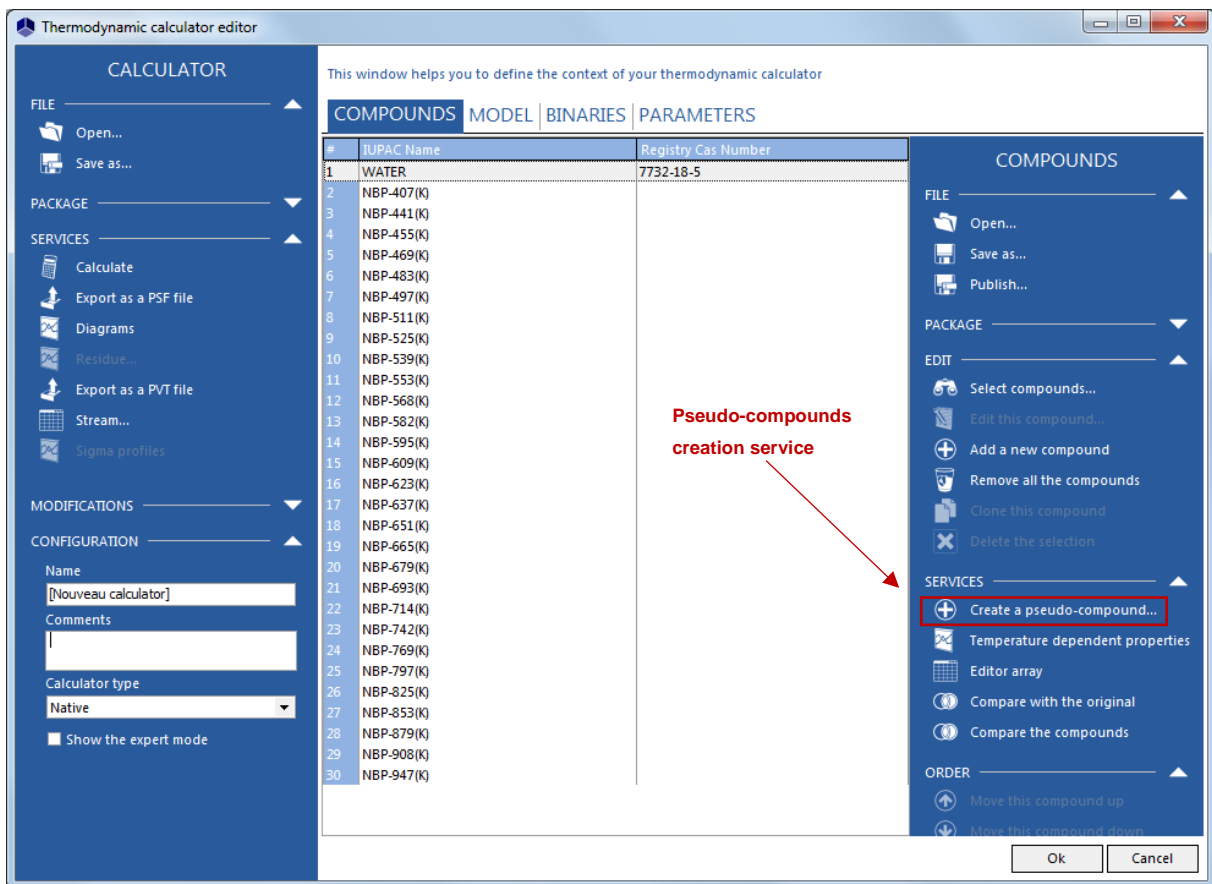 Thermodynamic calculator editor
CALCULATOR
FILE
Open...
Save as...
PACKAGE
SERVICES
Calculate
Export as a PSF file
Diagrams
Residue...
Export as a PVT file
Stream...
Sigma profiles
MODIFICATIONS
CONFIGURATION
Name
[Nouveau calculator]
Comments
Calculator type
Native
Show the expert mode
This window helps you to define the context of your thermodynamic calculator
COMPOUNDS MODEL BINARIES PARAMETERS
# IUPAC Name Registry Cas Number
1 WATER 7732-18-5
2 NBP-407(K)
3 NBP-441(K)
4 NBP-455(K)
5 NBP-469(K)
6 NBP-483(K)
7 NBP-497(K)
8 NBP-511(K)
9 NBP-525(K)
10 NBP-539(K)
11 NBP-553(K)
12 NBP-568(K)
13 NBP-582(K)
14 NBP-595(K)
15 NBP-609(K)
16 NBP-623(K)
17 NBP-637(K)
18 NBP-651(K)
19 NBP-665(K)
20 NBP-679(K)
21 NBP-693(K)
22 NBP-714(K)
23 NBP-742(K)
24 NBP-769(K)
25 NBP-797(K)
26 NBP-825(K)
27 NBP-853(K)
28 NBP-879(K)
29 NBP-908(K)
30 NBP-947(K)
Pseudo-compounds
creation service
COMPOUNDS
FILE
Open...
Save as...
Publish...
PACKAGE
EDIT
Select compounds...
Edit this compound...
Add a new compound
Remove all the compounds
Clone this compound
Delete the selection
SERVICES
Create a pseudo-compound...
Temperature dependent properties
Editor array
Compare with the original
Compare the compounds
ORDER
Move this compound up
Move this compound down
Ok Cancel